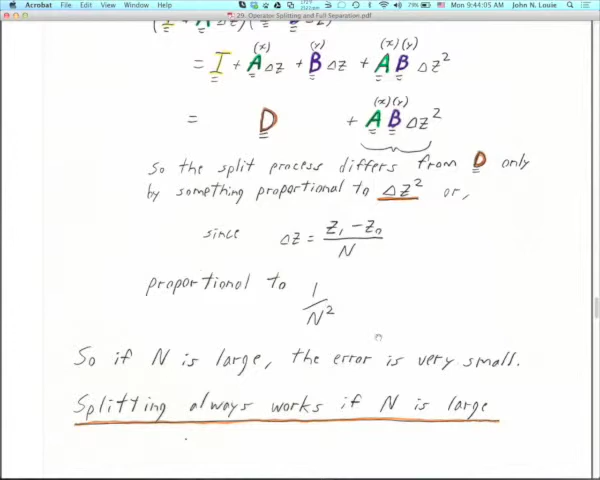 Acrobat File Edit View Window Help 79% Mon 9:44:05 AM John N. Louie
29. Operator Splitting and Full Separation.pdf
(x) (y) (x)(y)
= I + A Δz + B Δz + A B Δz²
(x)(y)
= D + A B Δz²
So the split process differs from D only
by something proportional to Δz² or,
since Δz = z₁ - z₀ / N
proportional to 1/N²
So if N is large, the error is very small.
Splitting always works if N is large